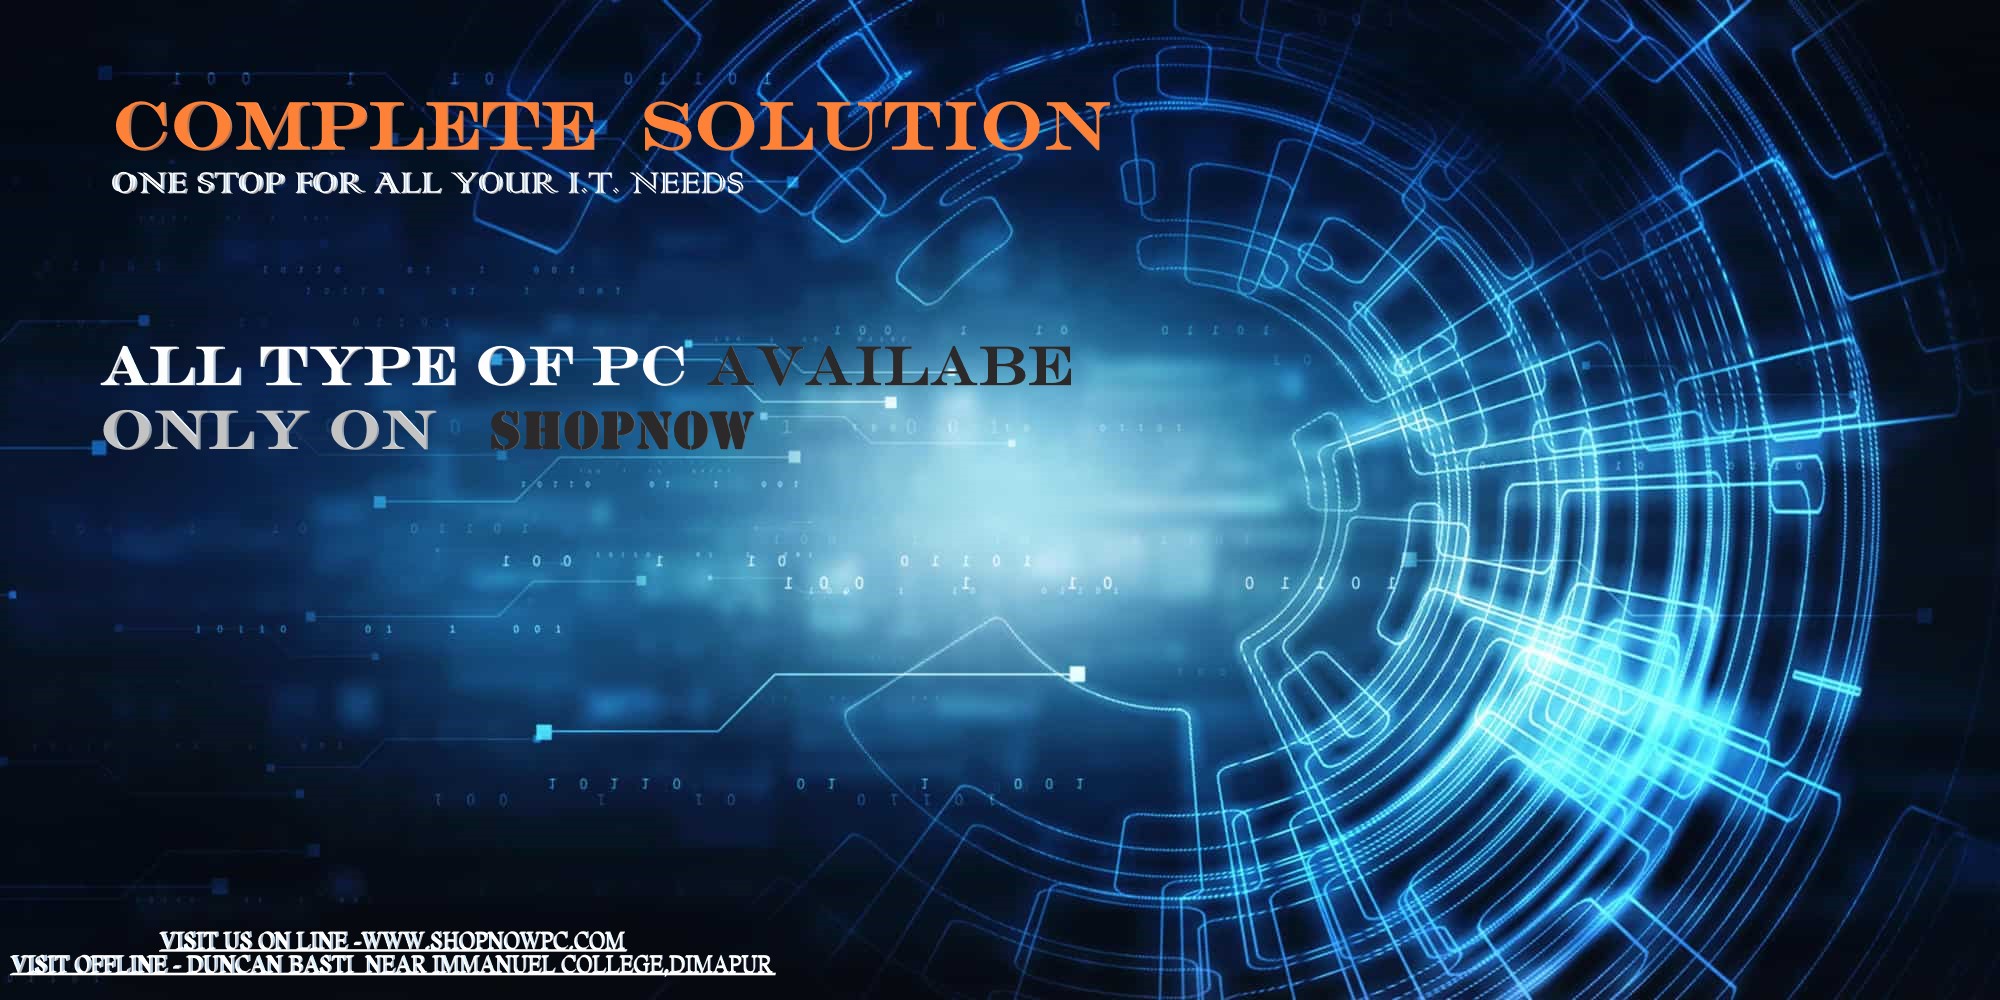 COMPLETE SOLUTION
ONE STOP FOR ALL YOUR I.T. NEEDS
ALL TYPE OF PC AVAILABE
ONLY ON SHOPNOW
VISIT US ON LINE -WWW.SHOPNOWPC.COM
VISIT OFFLINE - DUNCAN BASTI NEAR IMMANUEL COLLEGE,DIMAPUR